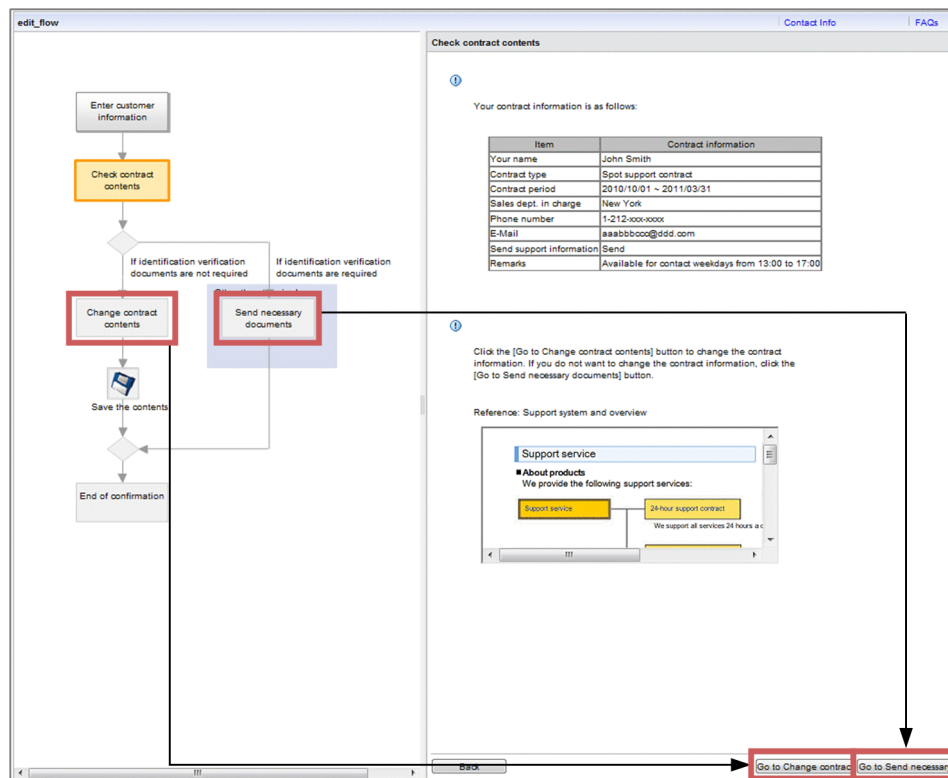 edit_flow
Contact Info
FAQs
Enter customer
information
Check contract
contents
If identification verification
documents are not required
If identification verification
documents are required
Change contract
contents
Send necessary
documents
Save the contents
End of confirmation
Check contract contents
Your contract information is as follows:
Item Contract information
Your name John Smith
Contract type Spot support contract
Contract period 2010/10/01 ~ 2011/03/31
Sales dept. in charge New York
Phone number 1-212-xxx-xxxx
E-Mail aaabbbccc@ddd.com
Send support information Send
Remarks Available for contact weekdays from 13:00 to 17:00
Click the [Go to Change contract contents] button to change the contract
information. If you do not want to change the contract information, click the
[Go to Send necessary documents] button.
Reference: Support system and overview
Support service
■About products
We provide the following support services:
Support service
24-hour support contract
We support all services 24 hours a
Back
Go to Change contrac
Go to Send necessary